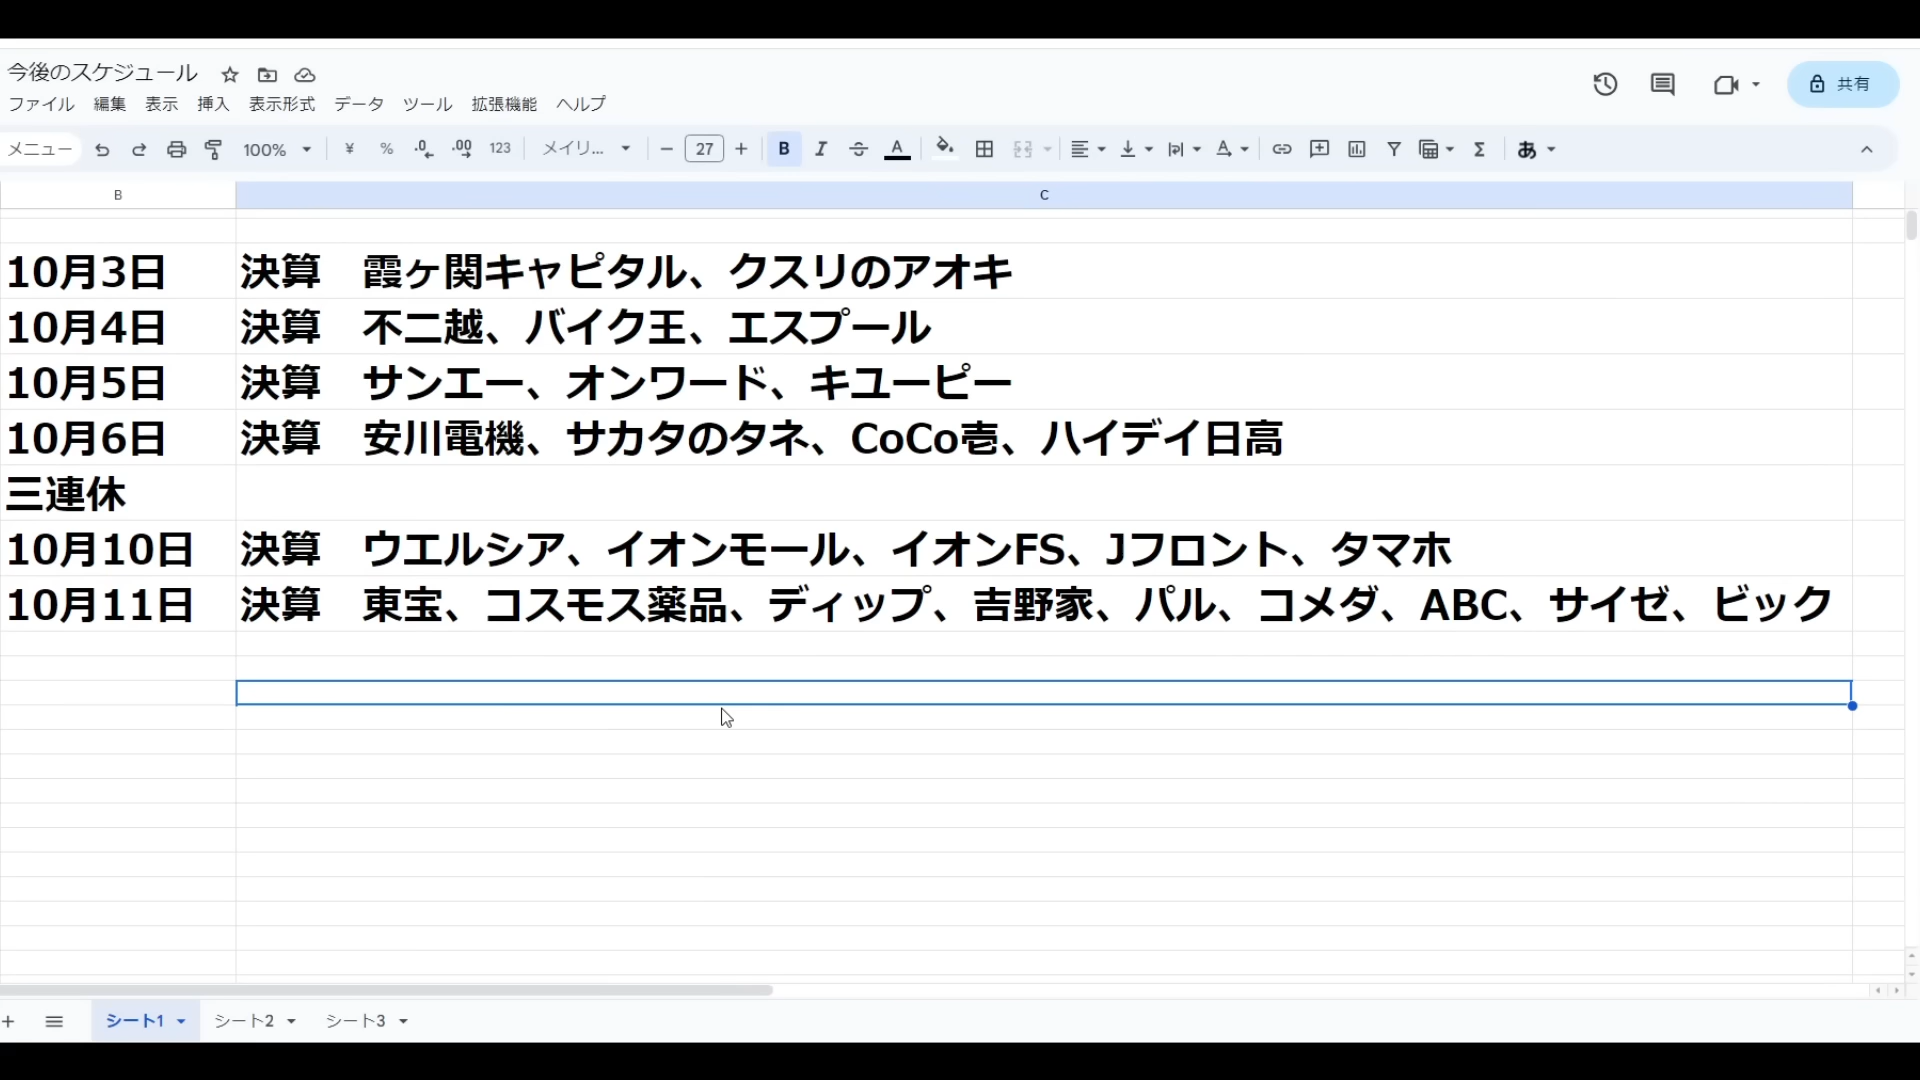 今後のスケジュール
ファイル 編集 表示 挿入 表示形式 データ ツール 拡張機能 ヘルプ
共有
メニュー 100% ¥ % .0 .00 123 メイリ... − 27 + B I A Σ あ
B C
10月3日 決算 霞ヶ関キャピタル、クスリのアオキ
10月4日 決算 不二越、バイク王、エスプール
10月5日 決算 サンエー、オンワード、キユーピー
10月6日 決算 安川電機、サカタのタネ、CoCo壱、ハイデイ日高
三連休
10月10日 決算 ウエルシア、イオンモール、イオンFS、Jフロント、タマホ
10月11日 決算 東宝、コスモス薬品、ディップ、吉野家、パル、コメダ、ABC、サイゼ、ビック
シート1 シート2 シート3